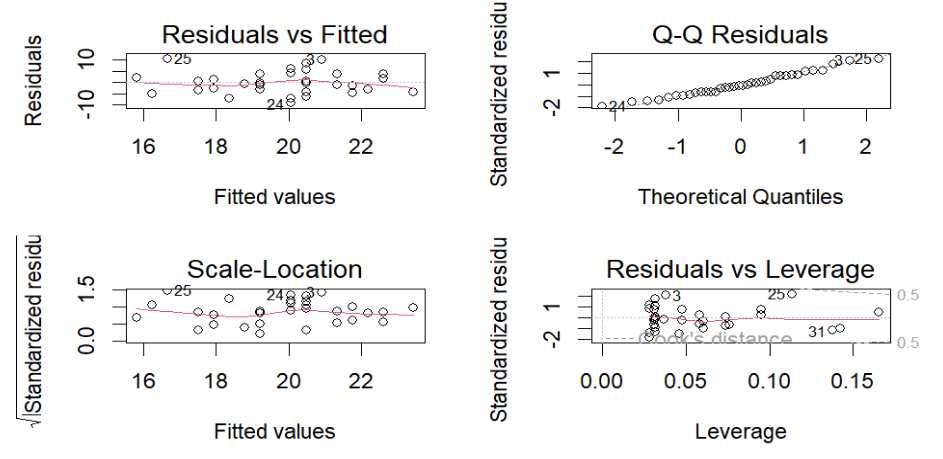 Residuals vs Fitted
Residuals
10
-10
25
3
24
16 18 20 22
Fitted values
Q-Q Residuals
Standardized residu
1
-2
24
3
25
-2 -1 0 1 2
Theoretical Quantiles
Scale-Location
√|Standardized residu
1.5
0.0
25
24
3
16 18 20 22
Fitted values
Residuals vs Leverage
Standardized residu
1
-2
3
25
31
0.5
0.5
Cook's distance
0.00 0.05 0.10 0.15
Leverage